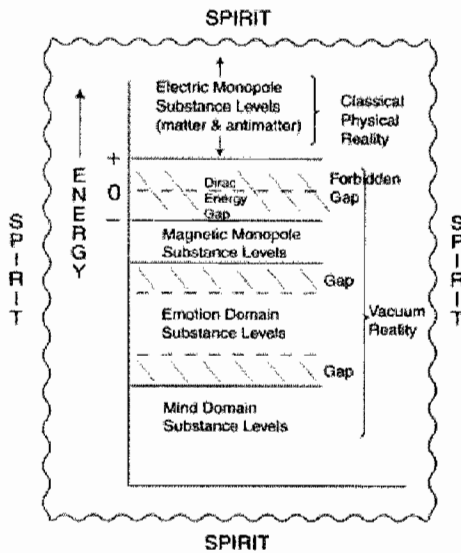 SPIRIT
Electric Monopole
Substance Levels
(matter & antimatter)
Classical
Physical
Reality
ENERGY
+
0
−
Dirac
Energy
Gap
Forbidden
Gap
Magnetic Monopole
Substance Levels
Gap
SPIRIT
SPIRIT
Emotion Domain
Substance Levels
Vacuum
Reality
Gap
Mind Domain
Substance Levels
SPIRIT